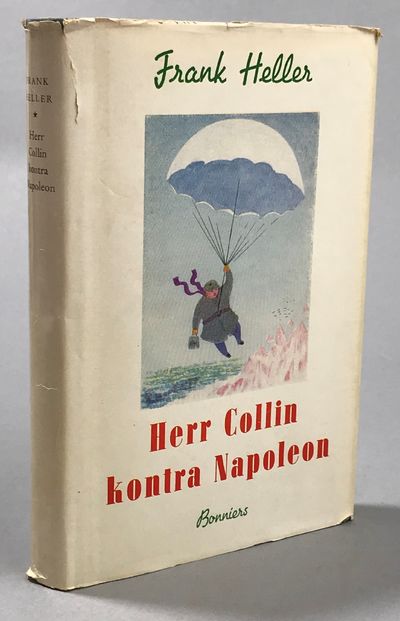 Frank Heller
Herr Collin
kontra Napoleon
Bonniers
FRANK
HELLER
*
Herr
Collin
kontra
Napoleon